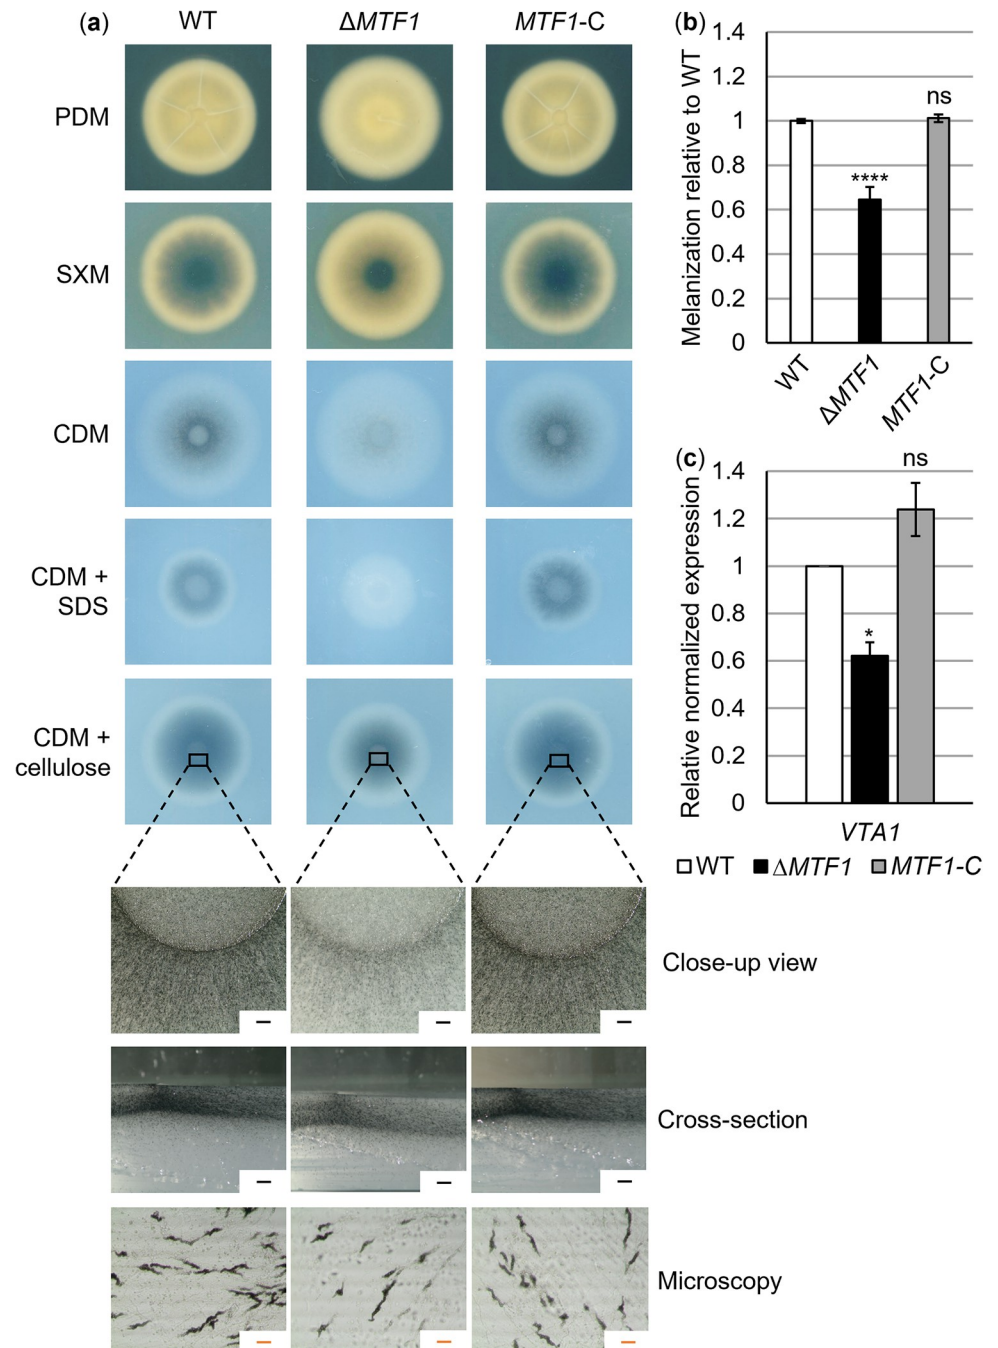 (a)
WT
ΔMTF1
MTF1-C
PDM
SXM
CDM
CDM +
SDS
CDM +
cellulose
Close-up view
Cross-section
Microscopy
(b)
Melanization relative to WT
1.4
1.2
1
0.8
0.6
0.4
0.2
0
****
ns
WT
ΔMTF1
MTF1-C
(c)
Relative normalized expression
1.4
1.2
1
0.8
0.6
0.4
0.2
0
*
ns
VTA1
WT ΔMTF1 MTF1-C